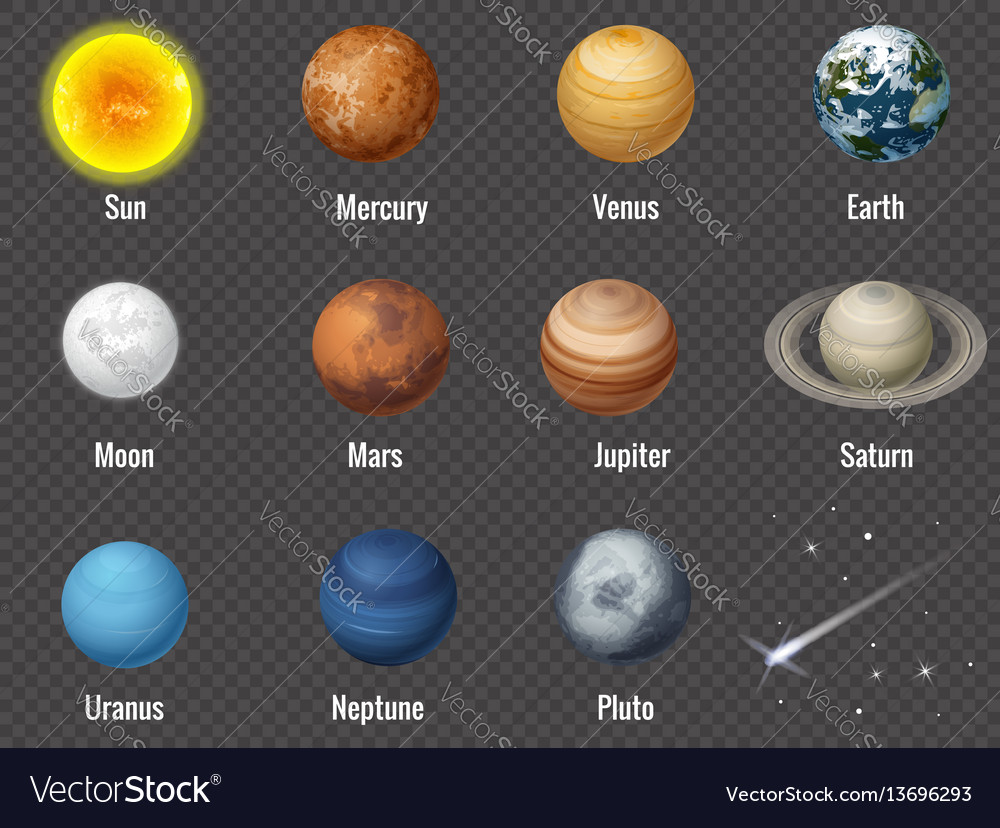 Sun Mercury Venus Earth
Moon Mars Jupiter Saturn
Uranus Neptune Pluto
VectorStock®
VectorStock.com/13696293